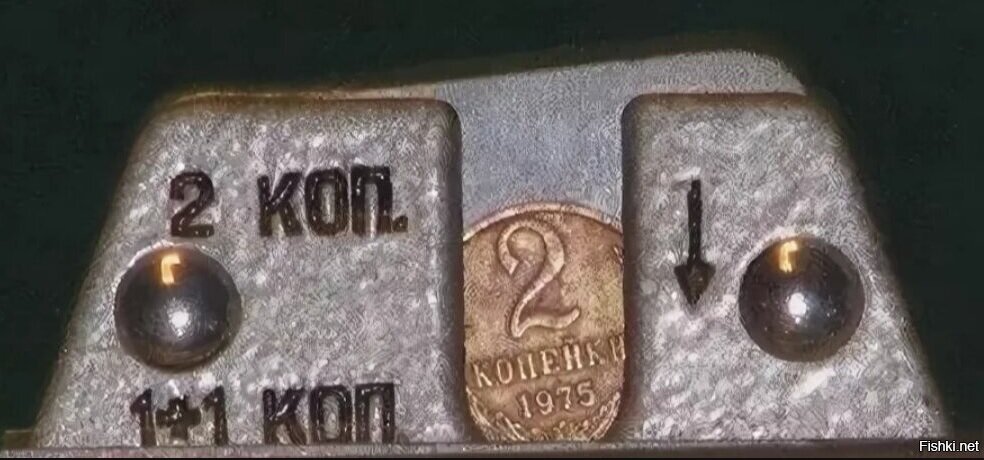 2 КОП.
1+1 КОП.
2
КОПЕЙКИ
1975
Fishki.net